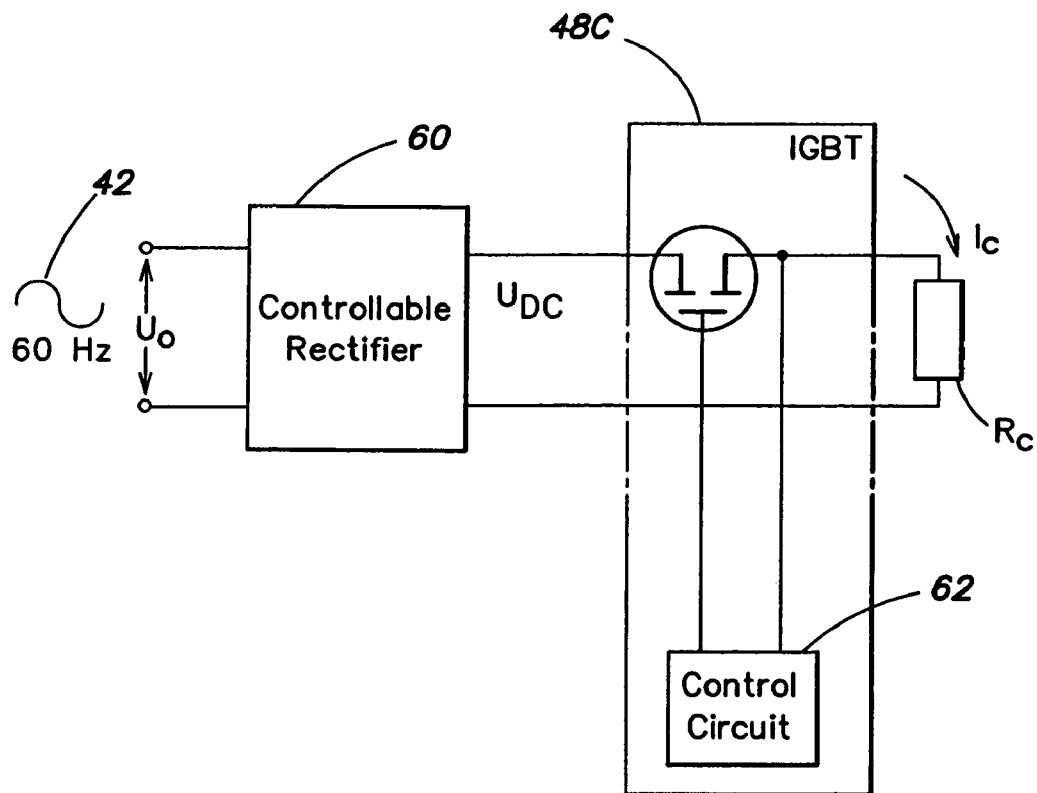 48C
60
IGBT
42
I_C
Controllable
Rectifier
U_DC
U_o
60 Hz
R_C
62
Control
Circuit